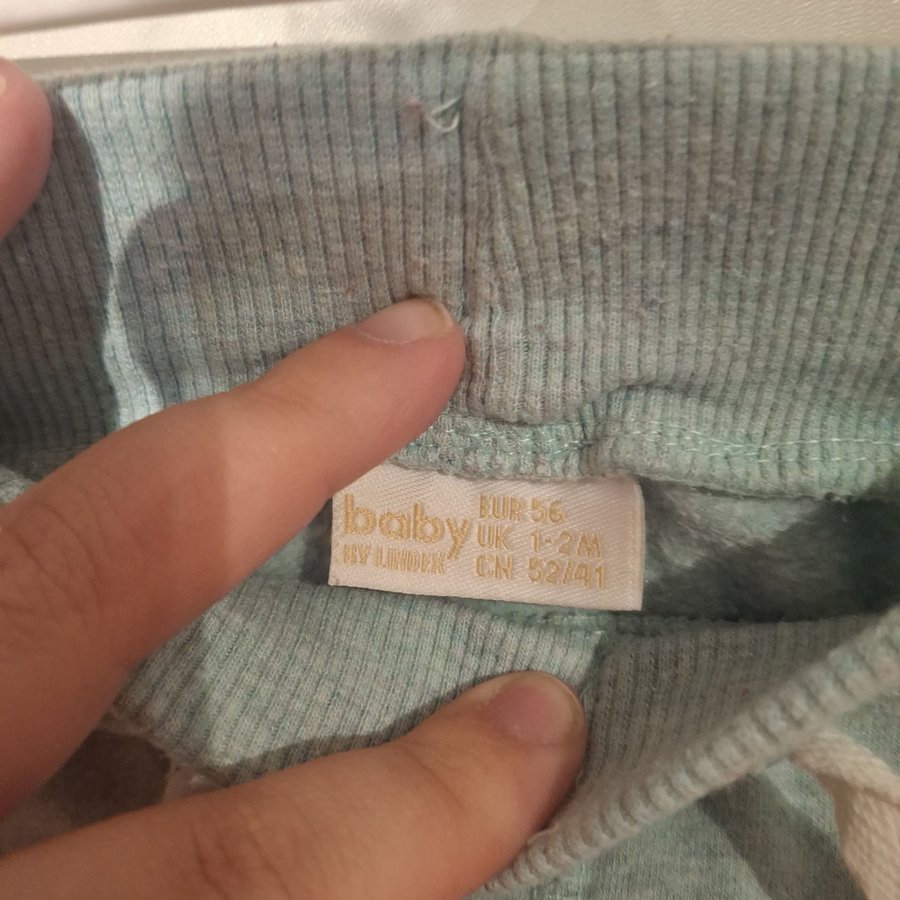 baby
BY LINDEX
EUR 56
UK 1-2M
CN 52/41